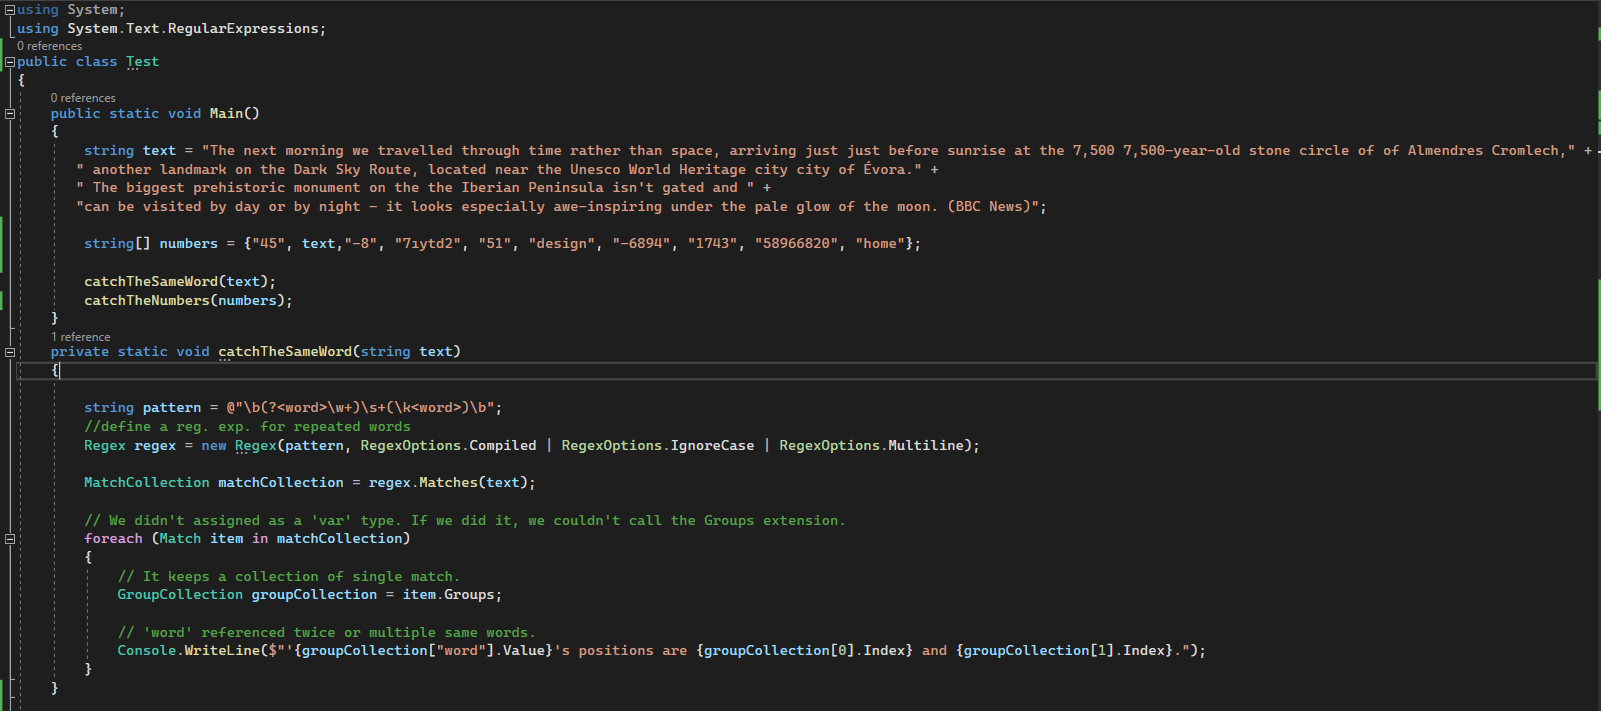 using System;
using System.Text.RegularExpressions;
0 references
public class Test
{
0 references
public static void Main()
{
string text = "The next morning we travelled through time rather than space, arriving just just before sunrise at the 7,500 7,500-year-old stone circle of of Almendres Cromlech," +
" another landmark on the Dark Sky Route, located near the Unesco World Heritage city city of Évora." +
" The biggest prehistoric monument on the the Iberian Peninsula isn't gated and " +
"can be visited by day or by night - it looks especially awe-inspiring under the pale glow of the moon. (BBC News)";
string[] numbers = {"45", text,"-8", "7ıytd2", "51", "design", "-6894", "1743", "58966820", "home"};
catchTheSameWord(text);
catchTheNumbers(numbers);
}
1 reference
private static void catchTheSameWord(string text)
{
string pattern = @"\b(?<word>\w+)\s+(\k<word>)\b";
//define a reg. exp. for repeated words
Regex regex = new Regex(pattern, RegexOptions.Compiled | RegexOptions.IgnoreCase | RegexOptions.Multiline);
MatchCollection matchCollection = regex.Matches(text);
// We didn't assigned as a 'var' type. If we did it, we couldn't call the Groups extension.
foreach (Match item in matchCollection)
{
// It keeps a collection of single match.
GroupCollection groupCollection = item.Groups;
// 'word' referenced twice or multiple same words.
Console.WriteLine($"'{groupCollection["word"].Value}'s positions are {groupCollection[0].Index} and {groupCollection[1].Index}.");
}
}